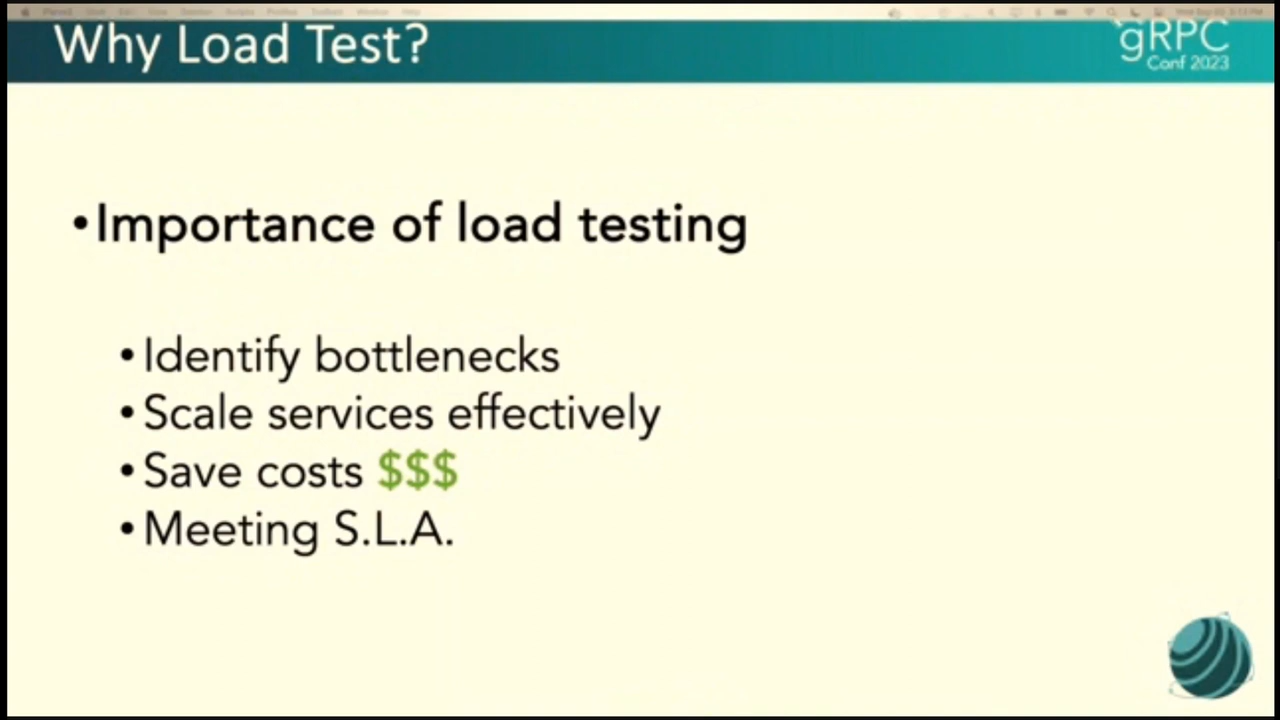 Why Load Test?
gRPC
Conf 2023
•Importance of load testing
•Identify bottlenecks
•Scale services effectively
•Save costs $$$
•Meeting S.L.A.